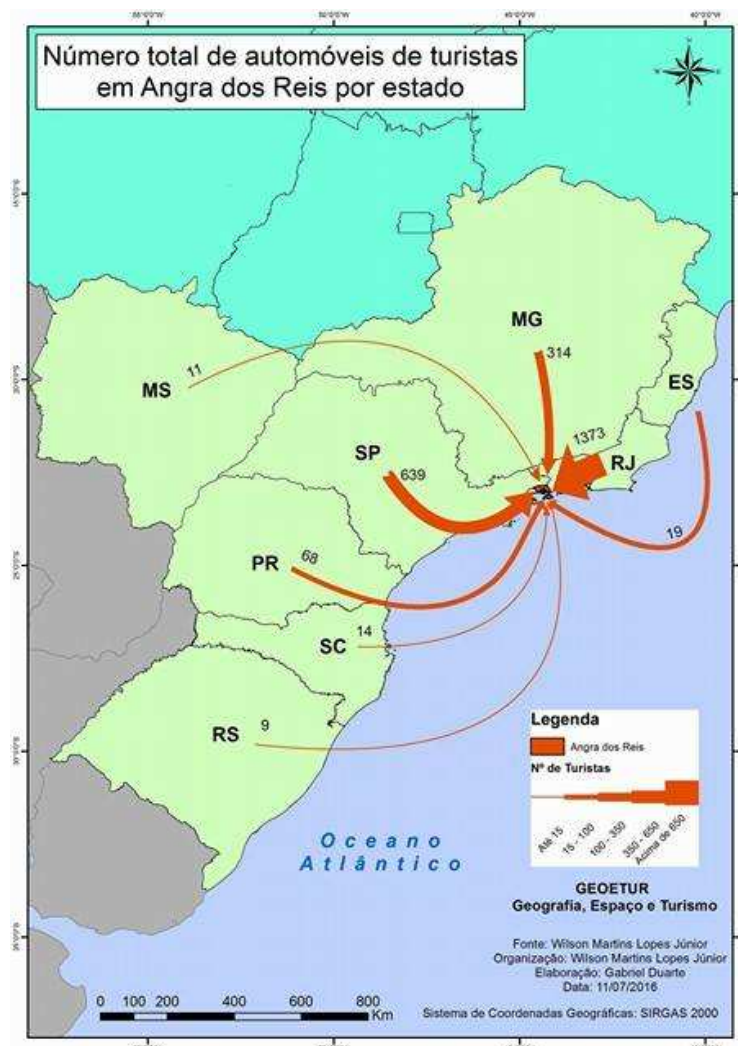 Número total de automóveis de turistas
em Angra dos Reis por estado
MG
314
ES
MS
11
1373
RJ
SP
639
19
PR
68
SC
14
RS
9
Legenda
Angra dos Reis
Nº de Turistas
Até 15
15 - 100
100 - 350
350 - 650
Acima de 650
Oceano
Atlântico
GEOETUR
Geografia, Espaço e Turismo
Fonte: Wilson Martins Lopes Júnior
Organização: Wilson Martins Lopes Júnior
Elaboração: Gabriel Duarte
Data: 11/07/2016
0 100 200 400 600 800
Km
Sistema de Coordenadas Geográficas: SIRGAS 2000